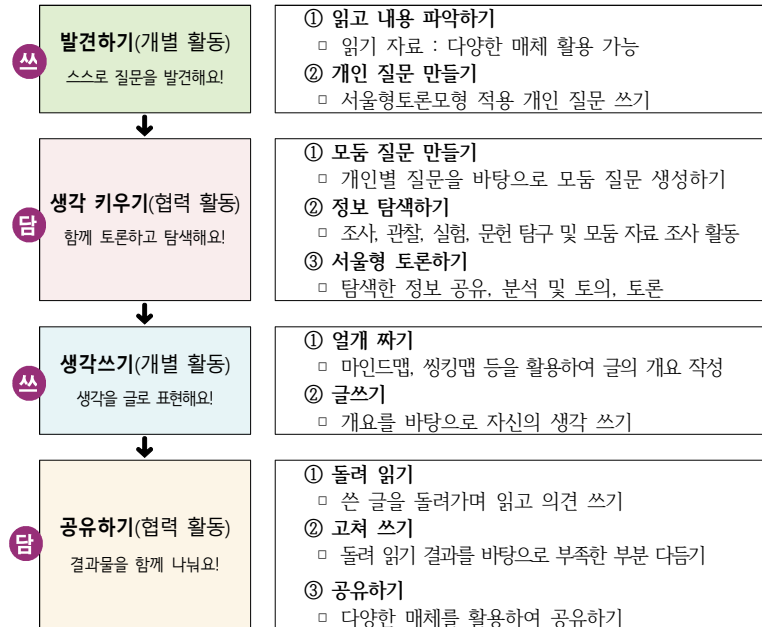 쓰
발견하기(개별 활동)
스스로 질문을 발견해요!
① 읽고 내용 파악하기
▫ 읽기 자료 : 다양한 매체 활용 가능
② 개인 질문 만들기
▫ 서울형토론모형 적용 개인 질문 쓰기
담
생각 키우기(협력 활동)
함께 토론하고 탐색해요!
① 모둠 질문 만들기
▫ 개인별 질문을 바탕으로 모둠 질문 생성하기
② 정보 탐색하기
▫ 조사, 관찰, 실험, 문헌 탐구 및 모둠 자료 조사 활동
③ 서울형 토론하기
▫ 탐색한 정보 공유, 분석 및 토의, 토론
쓰
생각쓰기(개별 활동)
생각을 글로 표현해요!
① 얼개 짜기
▫ 마인드맵, 씽킹맵 등을 활용하여 글의 개요 작성
② 글쓰기
▫ 개요를 바탕으로 자신의 생각 쓰기
담
공유하기(협력 활동)
결과물을 함께 나눠요!
① 돌려 읽기
▫ 쓴 글을 돌려가며 읽고 의견 쓰기
② 고쳐 쓰기
▫ 돌려 읽기 결과를 바탕으로 부족한 부분 다듬기
③ 공유하기
▫ 다양한 매체를 활용하여 공유하기